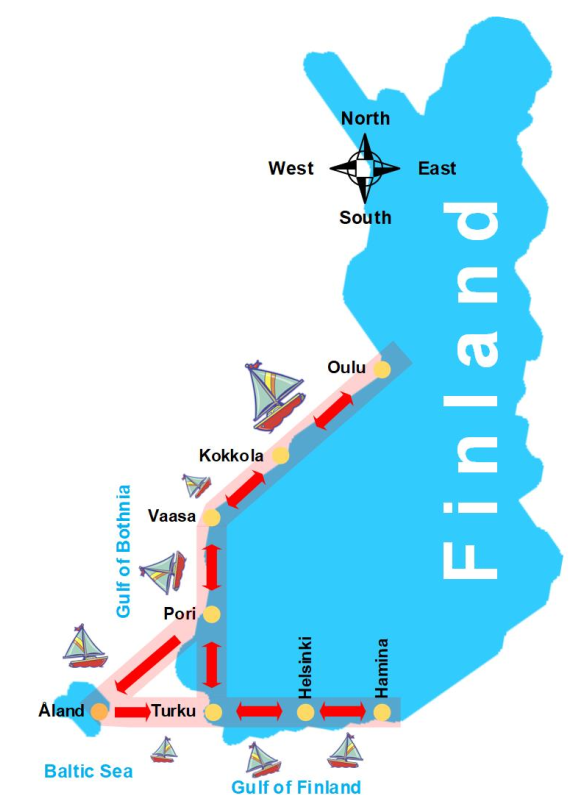 North
West
East
South
Finland
Oulu
Kokkola
Vaasa
Gulf of Bothnia
Pori
Helsinki
Hamina
Åland
Turku
Baltic Sea
Gulf of Finland